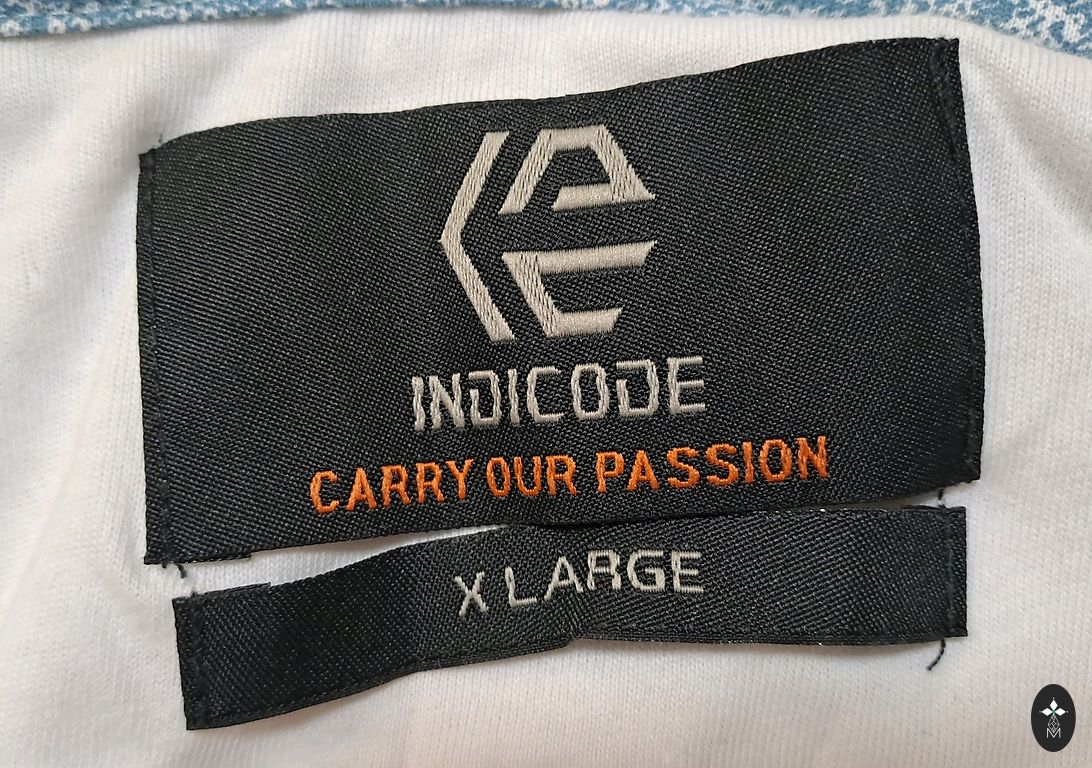 INDICODE
CARRY OUR PASSION
X LARGE
M